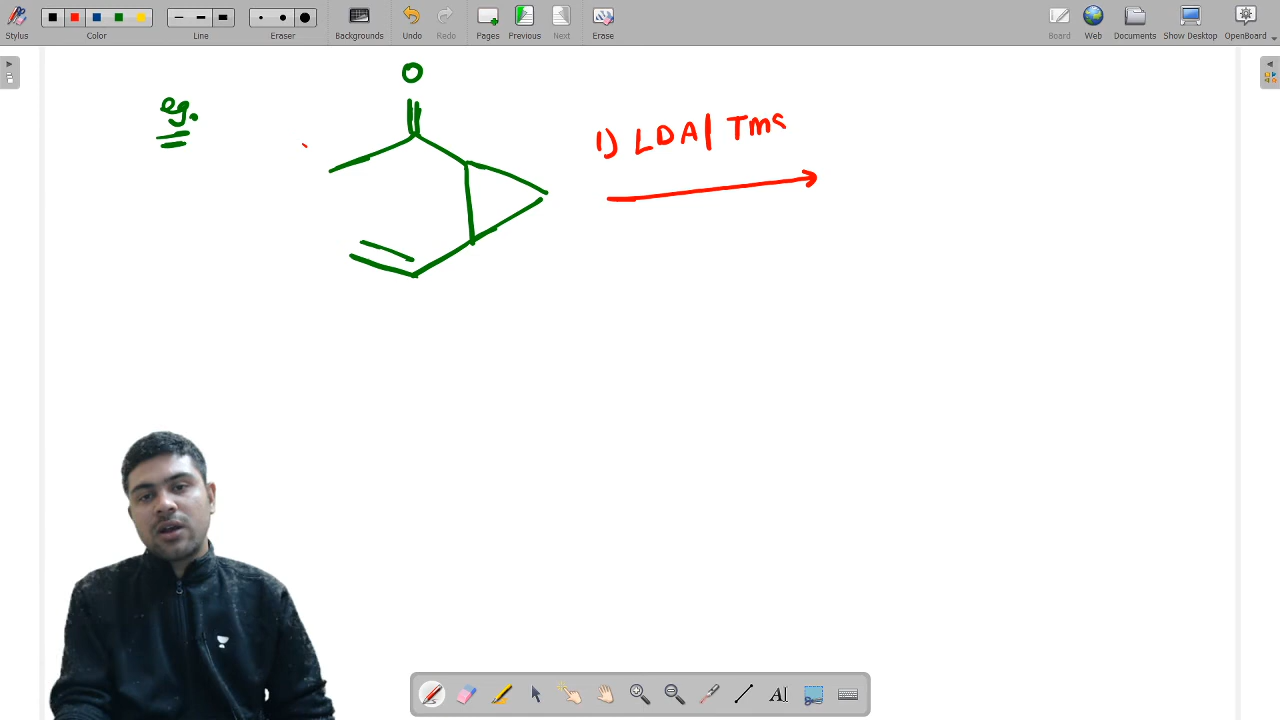 Stylus
Color
Line
Eraser
Backgrounds
Undo
Redo
Pages
Previous
Next
Erase
Board
Web
Documents
Show Desktop
OpenBoard
eg.
O
1) LDA| Tms
AI